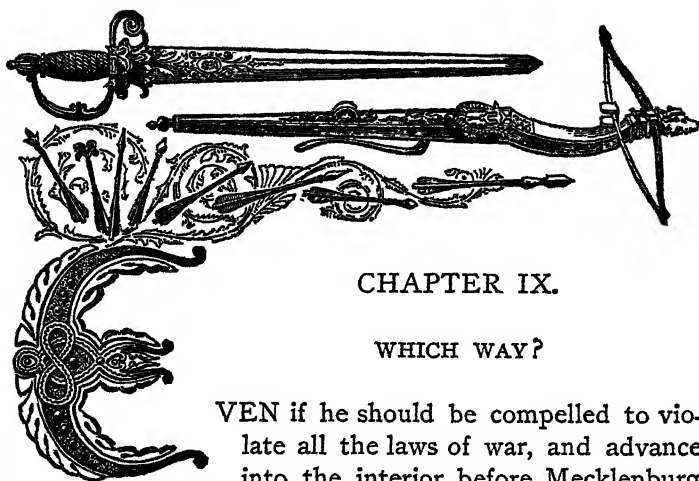 CHAPTER IX.
WHICH WAY?
EVEN if he should be compelled to vio-
late all the laws of war, and advance
into the interior before Mecklenburg